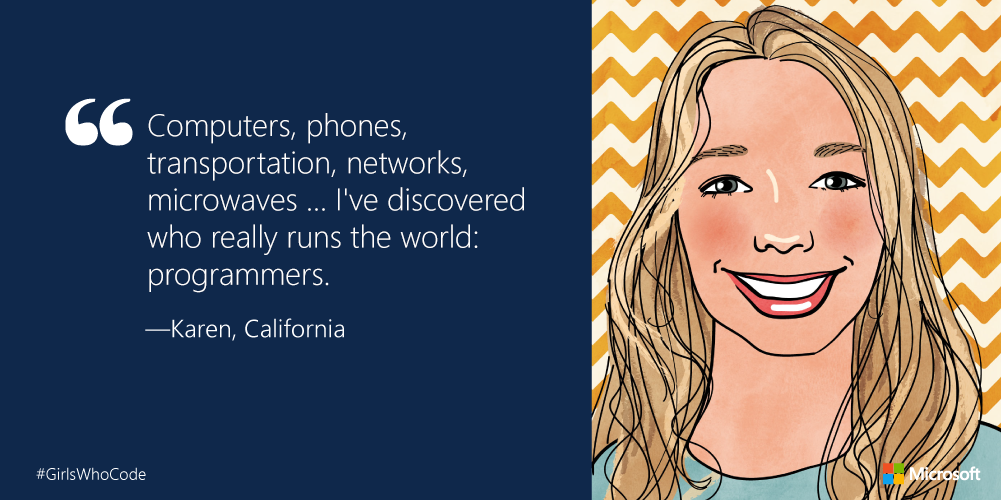 “Computers, phones,
transportation, networks,
microwaves ... I've discovered
who really runs the world:
programmers.
—Karen, California
#GirlsWhoCode
Microsoft